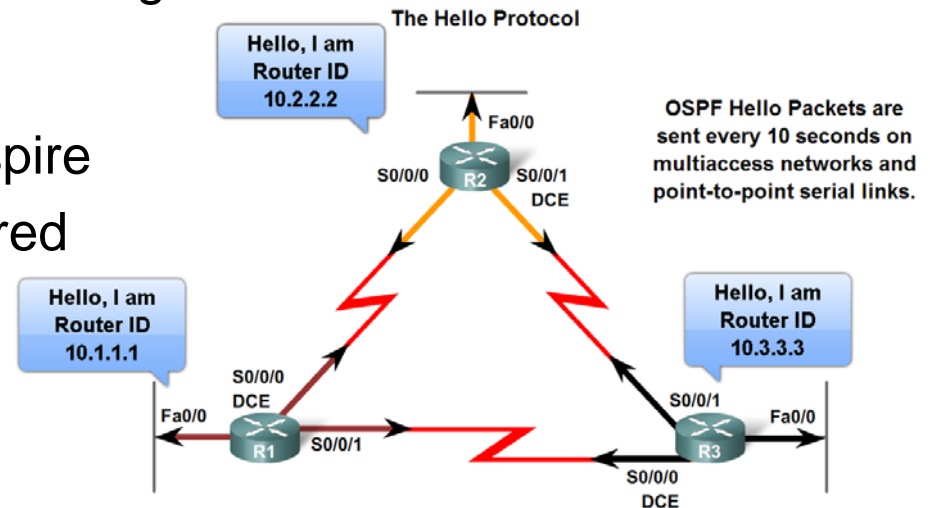 The Hello Protocol
Hello, I am
Router ID
10.2.2.2
Fa0/0
OSPF Hello Packets are
sent every 10 seconds on
multiaccess networks and
point-to-point serial links.
spire
red
S0/0/0
R2
S0/0/1
DCE
Hello, I am
Router ID
10.1.1.1
Hello, I am
Router ID
10.3.3.3
S0/0/0
DCE
Fa0/0
R1
S0/0/1
S0/0/1
Fa0/0
R3
S0/0/0
DCE